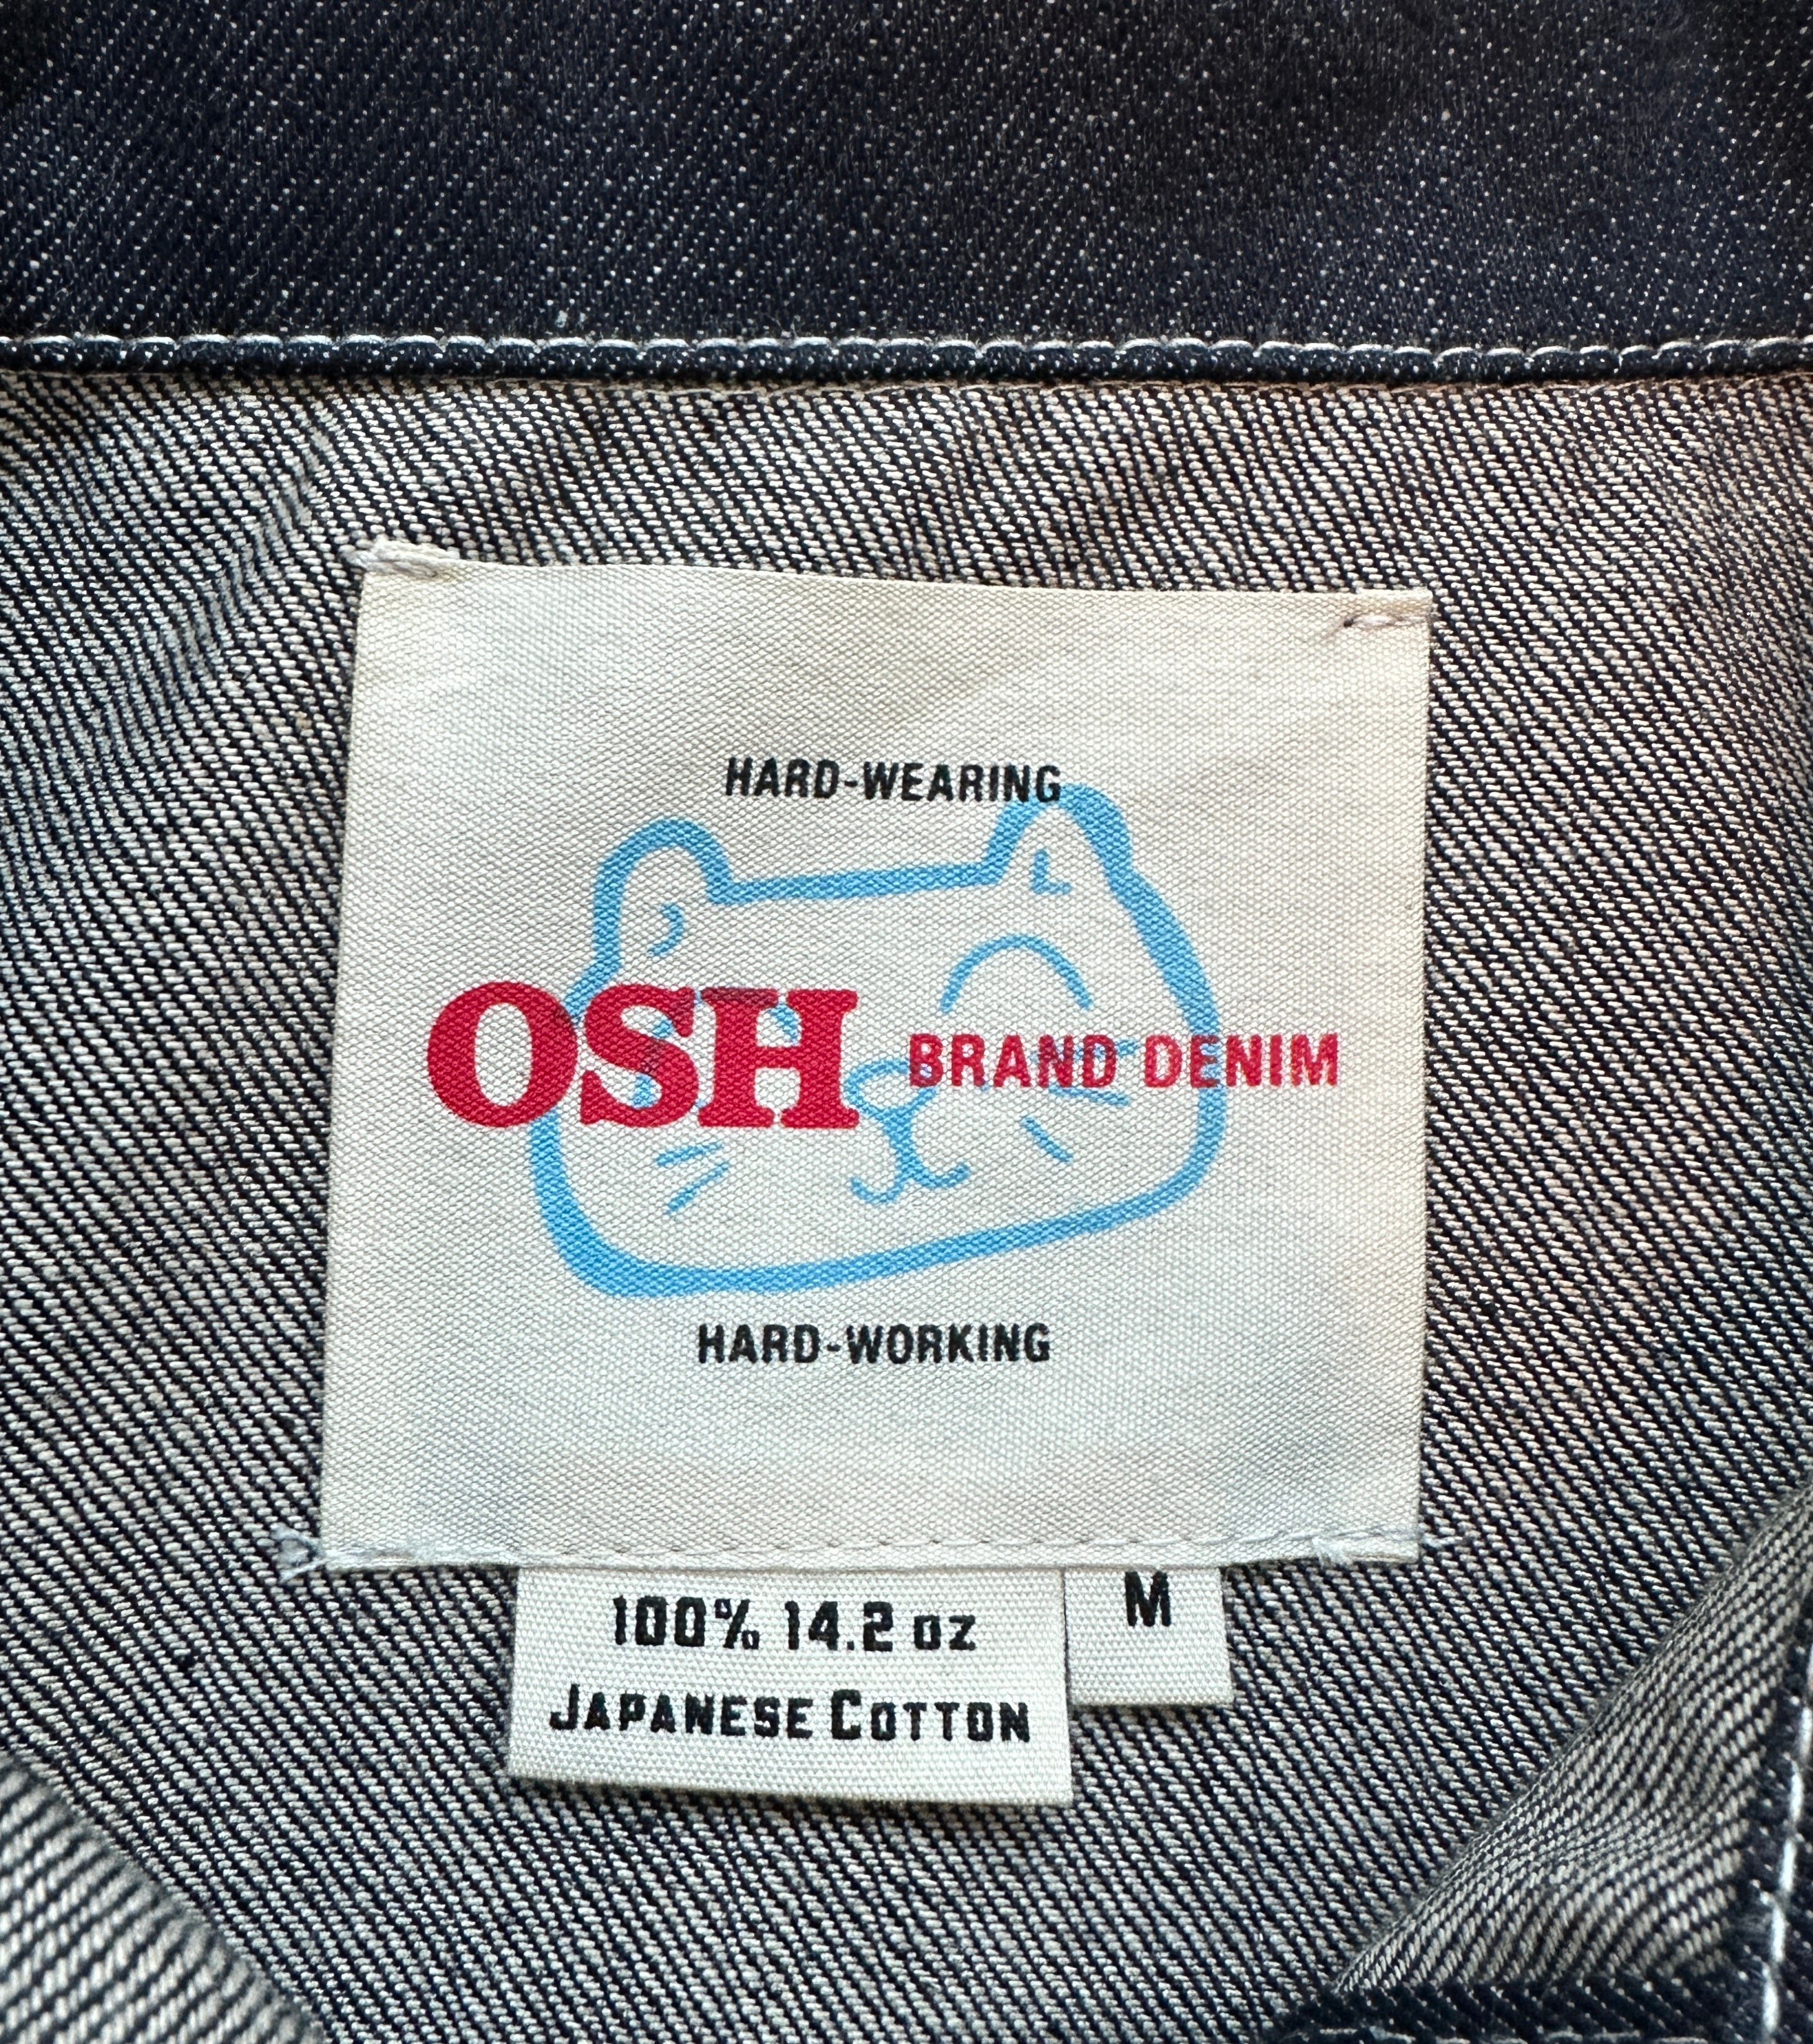 HARD-WEARING
OSH BRAND DENIM
HARD-WORKING
100% 14.2 oz M
JAPANESE COTTON